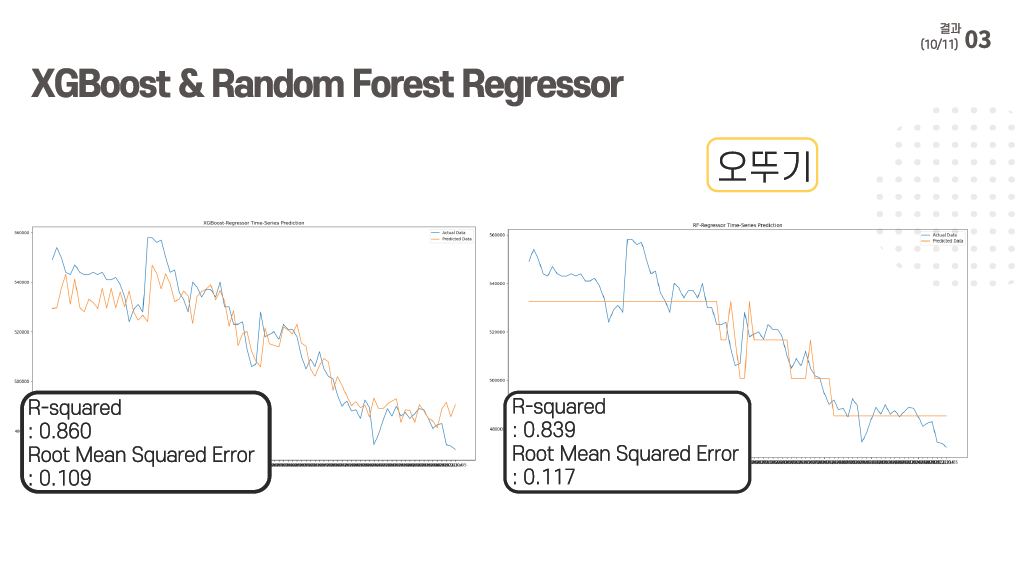 결과
(10/11) 03
XGBoost & Random Forest Regressor
오뚜기
XGBoost-Regressor Time-Series Prediction
Actual Data
Predicted Data
560000
540000
520000
500000
R-squared
: 0.860
Root Mean Squared Error
: 0.109
RF-Regressor Time-Series Prediction
Actual Data
Predicted Data
560000
540000
520000
500000
R-squared
: 0.839
Root Mean Squared Error
: 0.117